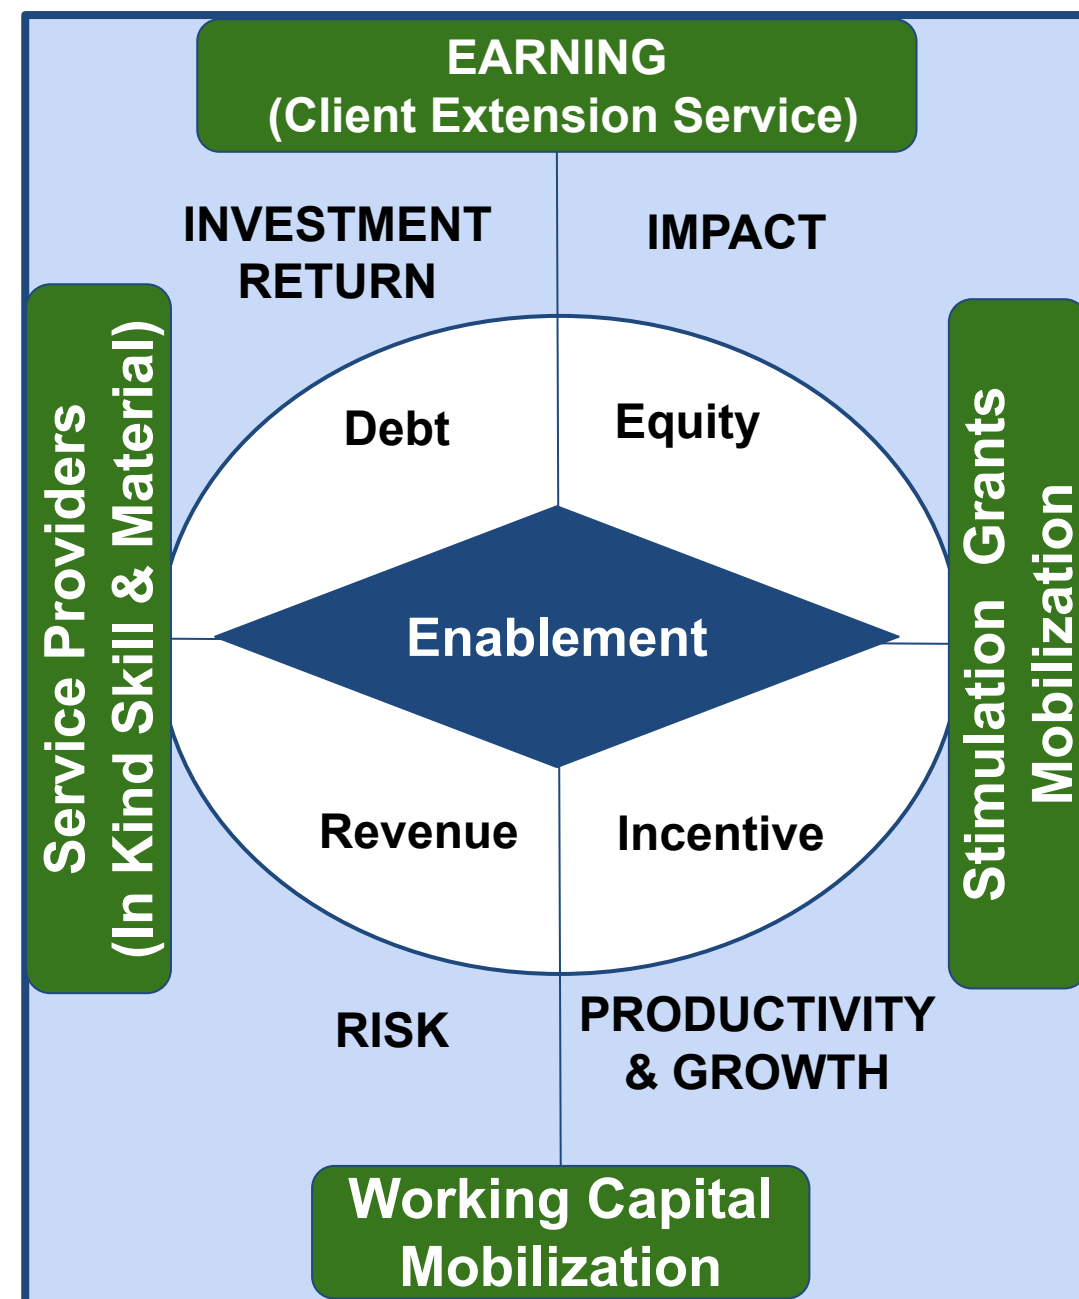 EARNING
(Client Extension Service)
INVESTMENT
RETURN
IMPACT
Service Providers
(In Kind Skill & Material)
Debt
Equity
Stimulation Grants
Mobilization
Enablement
Revenue
Incentive
RISK
PRODUCTIVITY
& GROWTH
Working Capital
Mobilization